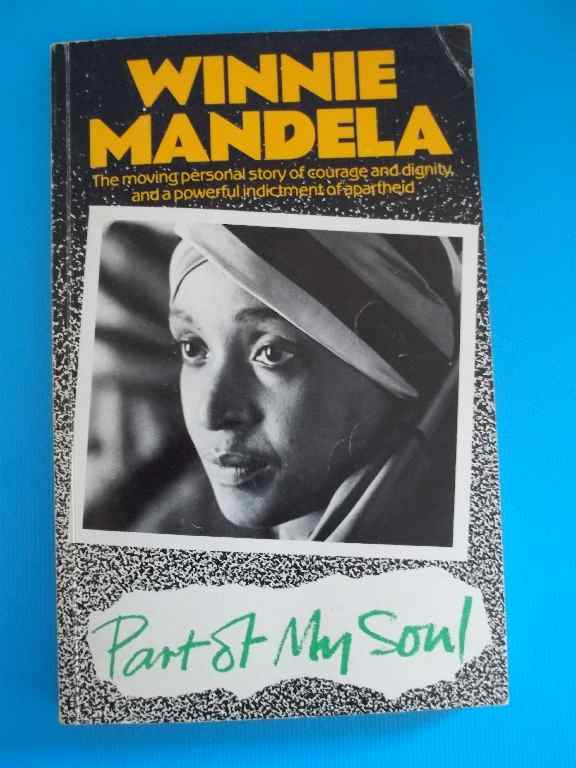 WINNIE
MANDELA
The moving personal story of courage and dignity,
and a powerful indictment of apartheid
Part of My Soul